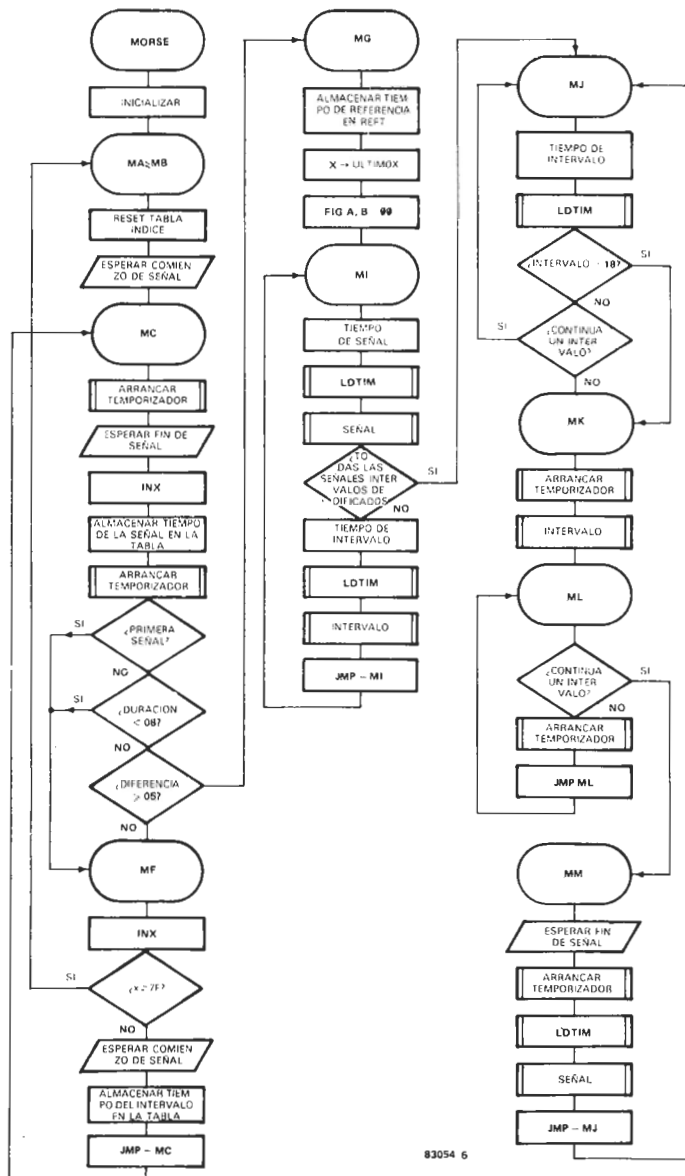 MORSE
INICIALIZAR
MA≥MB
RESET TABLA
INDICE
ESPERAR COMIEN
ZO DE SEÑAL
MC
ARRANCAR
TEMPORIZADOR
ESPERAR FIN DE
SEÑAL
INX
ALMACENAR TIEMPO
DE LA SEÑAL EN LA
TABLA
ARRANCAR
TEMPORIZADOR
SI
¿PRIMERA
SEÑAL?
NO
SI
¿DURACION
< 08?
NO
¿DIFERENCIA
> 05?
NO
MF
INX
SI
¿X = 7F?
NO
ESPERAR COMIEN
ZO DE SEÑAL
ALMACENAR TIEM
PO DEL INTERVALO
EN LA TABLA
JMP – MC
MG
ALMACENAR TIEM
PO DE REFERENCIA
EN REFT
X → ULTIMOX
FIG A, B 00
MI
TIEMPO
DE SEÑAL
LDTIM
SEÑAL
¿TO
DAS LAS
SEÑALES INTER
VALOS DE
DIFICADOS
SI
NO
TIEMPO DE
INTERVALO
LDTIM
INTERVALO
JMP – MI
MJ
TIEMPO DE
INTERVALO
LDTIM
¿INTERVALO 18?
SI
NO
SI
¿CONTINUA
UN INTER
VALO?
NO
MK
ARRANCAR
TEMPORIZADOR
INTERVALO
ML
¿CONTINUA
UN INTER
VALO?
SI
NO
ARRANCAR
TEMPORIZADOR
JMP ML
MM
ESPERAR FIN
DE SEÑAL
ARRANCAR
TEMPORIZADOR
LDTIM
SEÑAL
JMP – MJ
83054 6